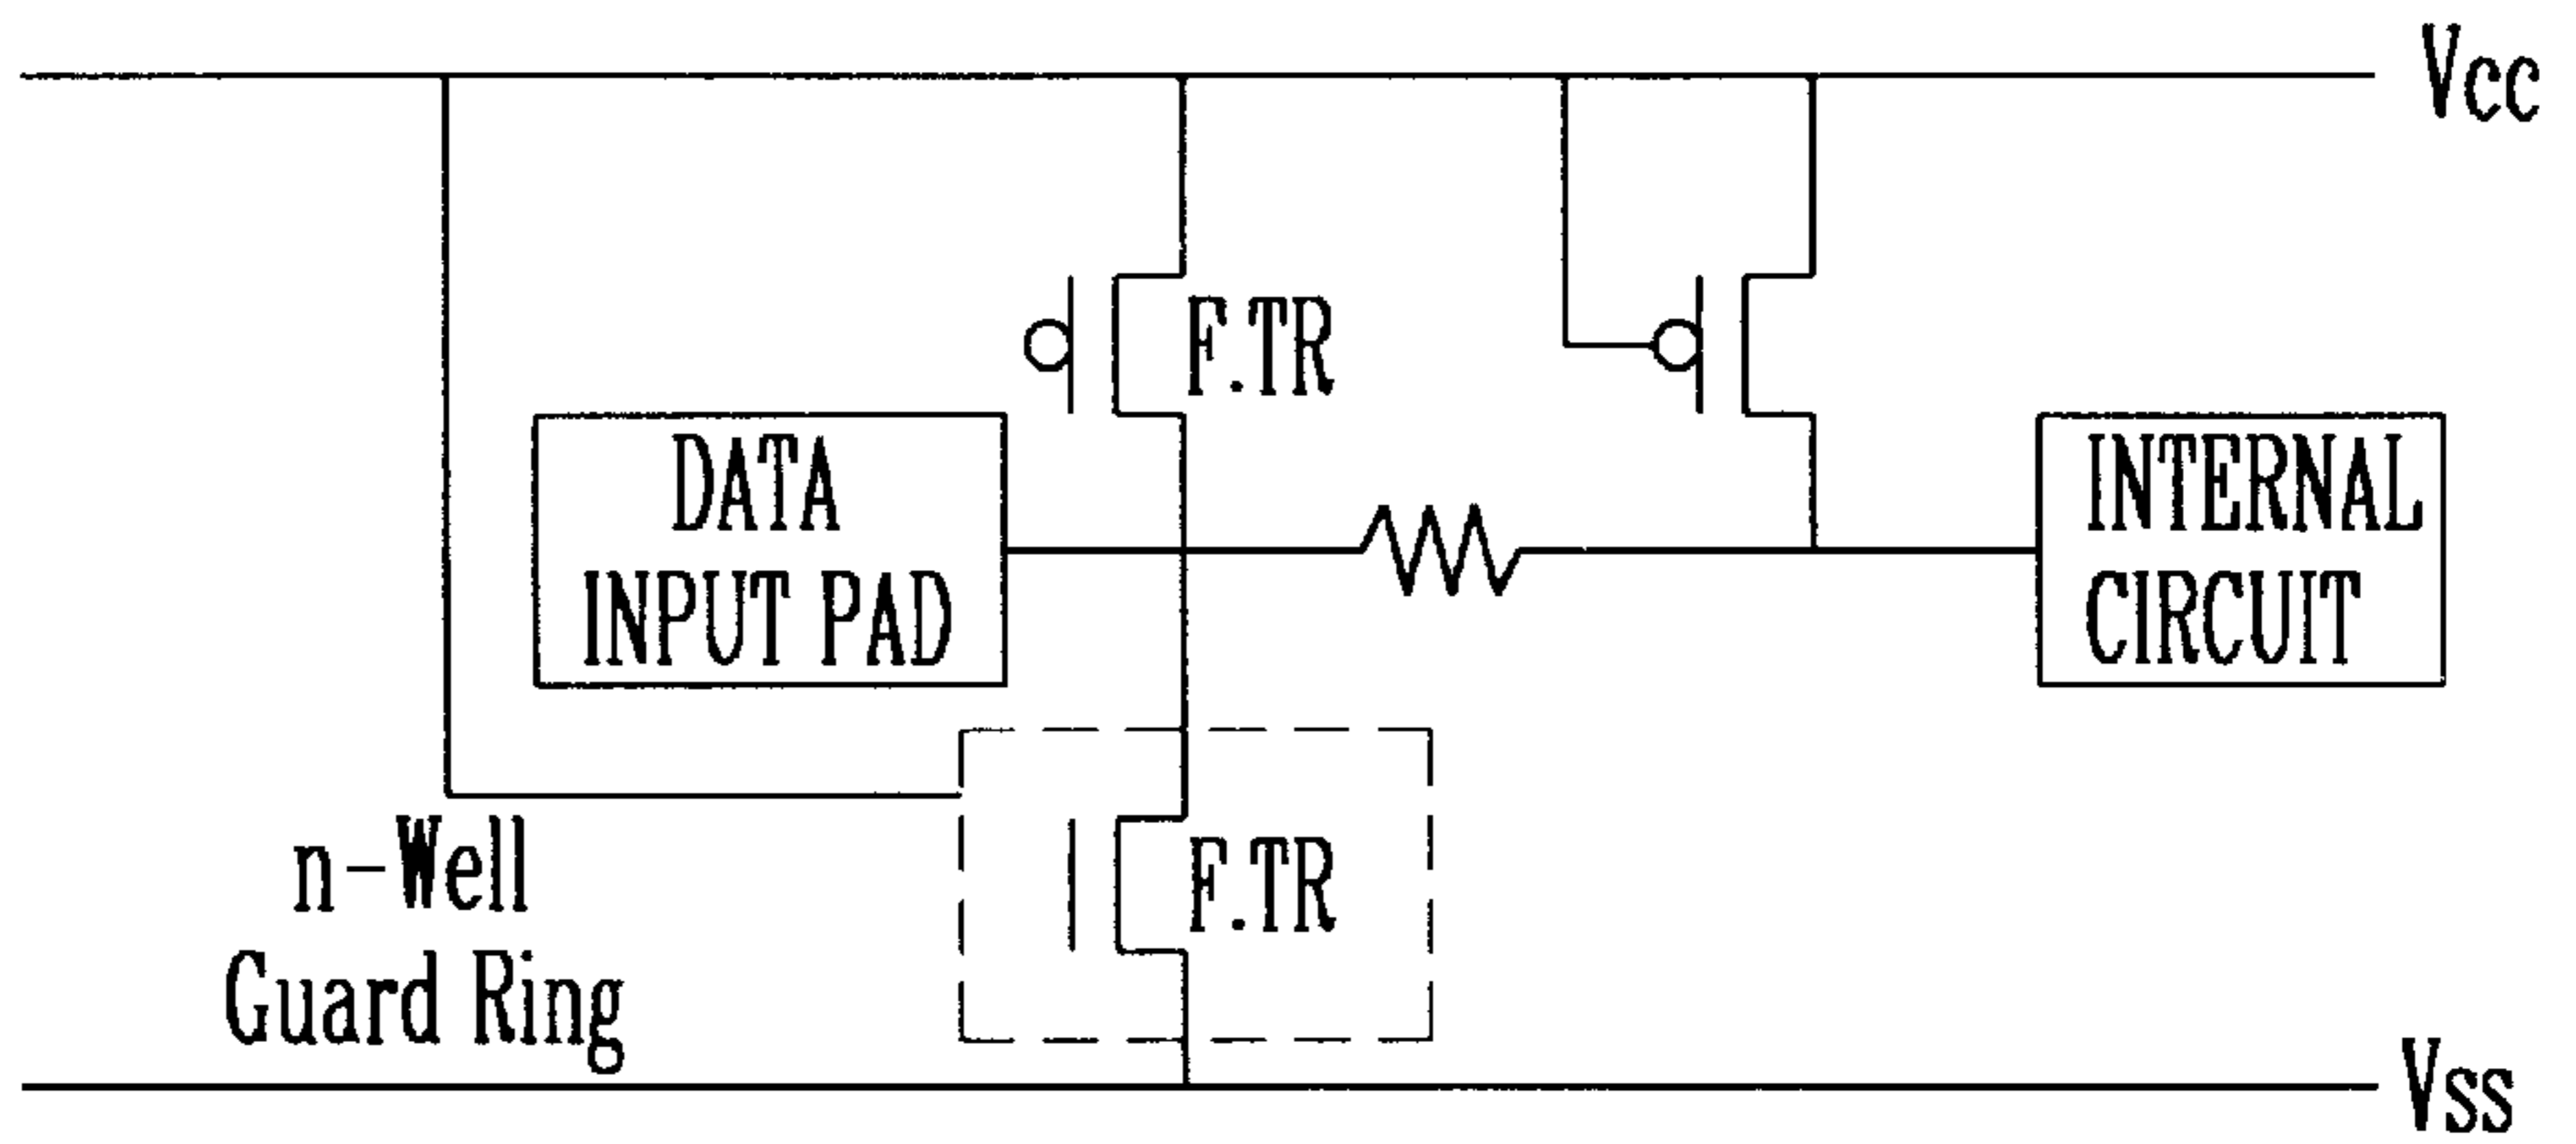 Vcc
F.TR
DATA
INPUT PAD
INTERNAL
CIRCUIT
F.TR
n-Well
Guard Ring
Vss